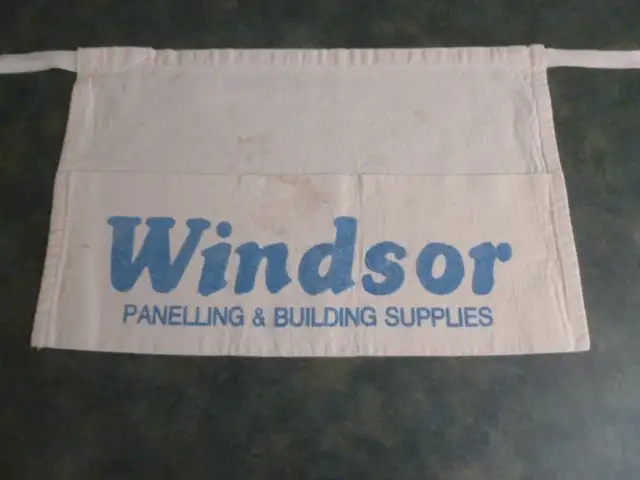 Windsor
PANELLING & BUILDING SUPPLIES